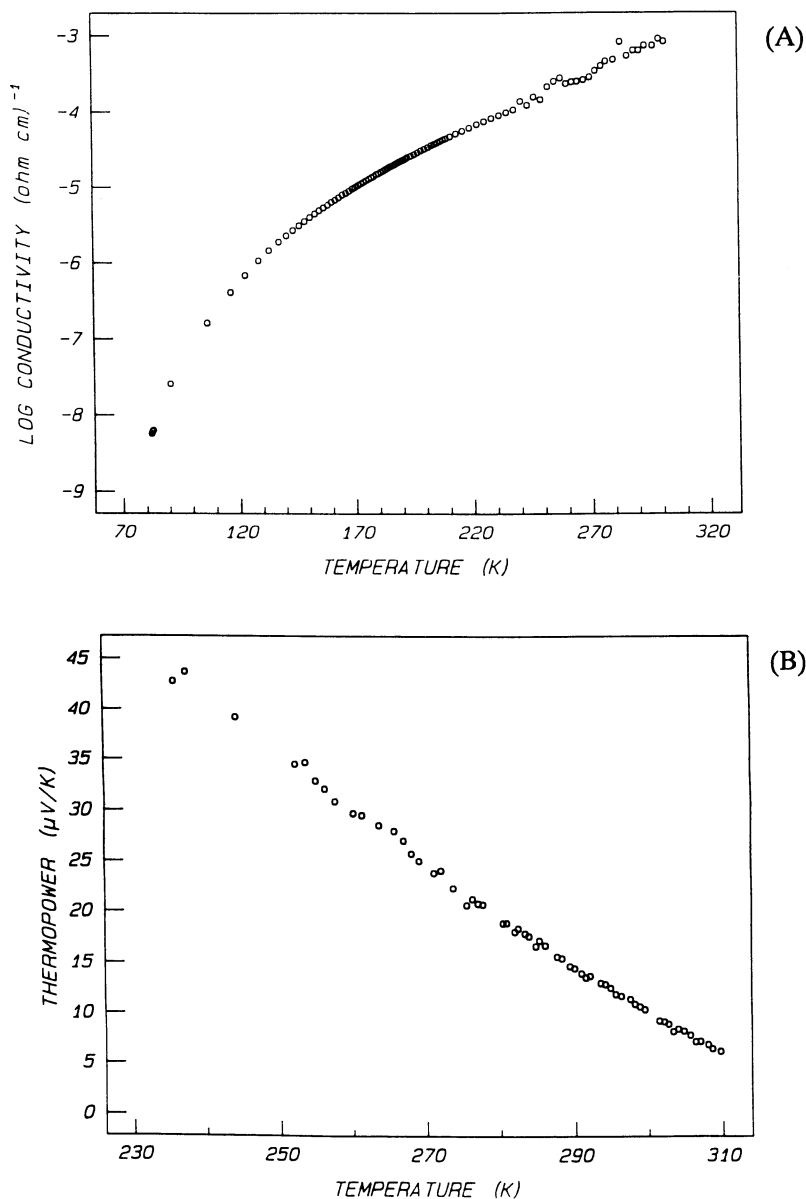 (A)
-3
-4
-5
-6
-7
-8
-9
LOG CONDUCTIVITY (ohm cm)⁻¹
70 120 170 220 270 320
TEMPERATURE (K)
(B)
45
40
35
30
25
20
15
10
5
0
THERMOPOWER (μV/K)
230 250 270 290 310
TEMPERATURE (K)